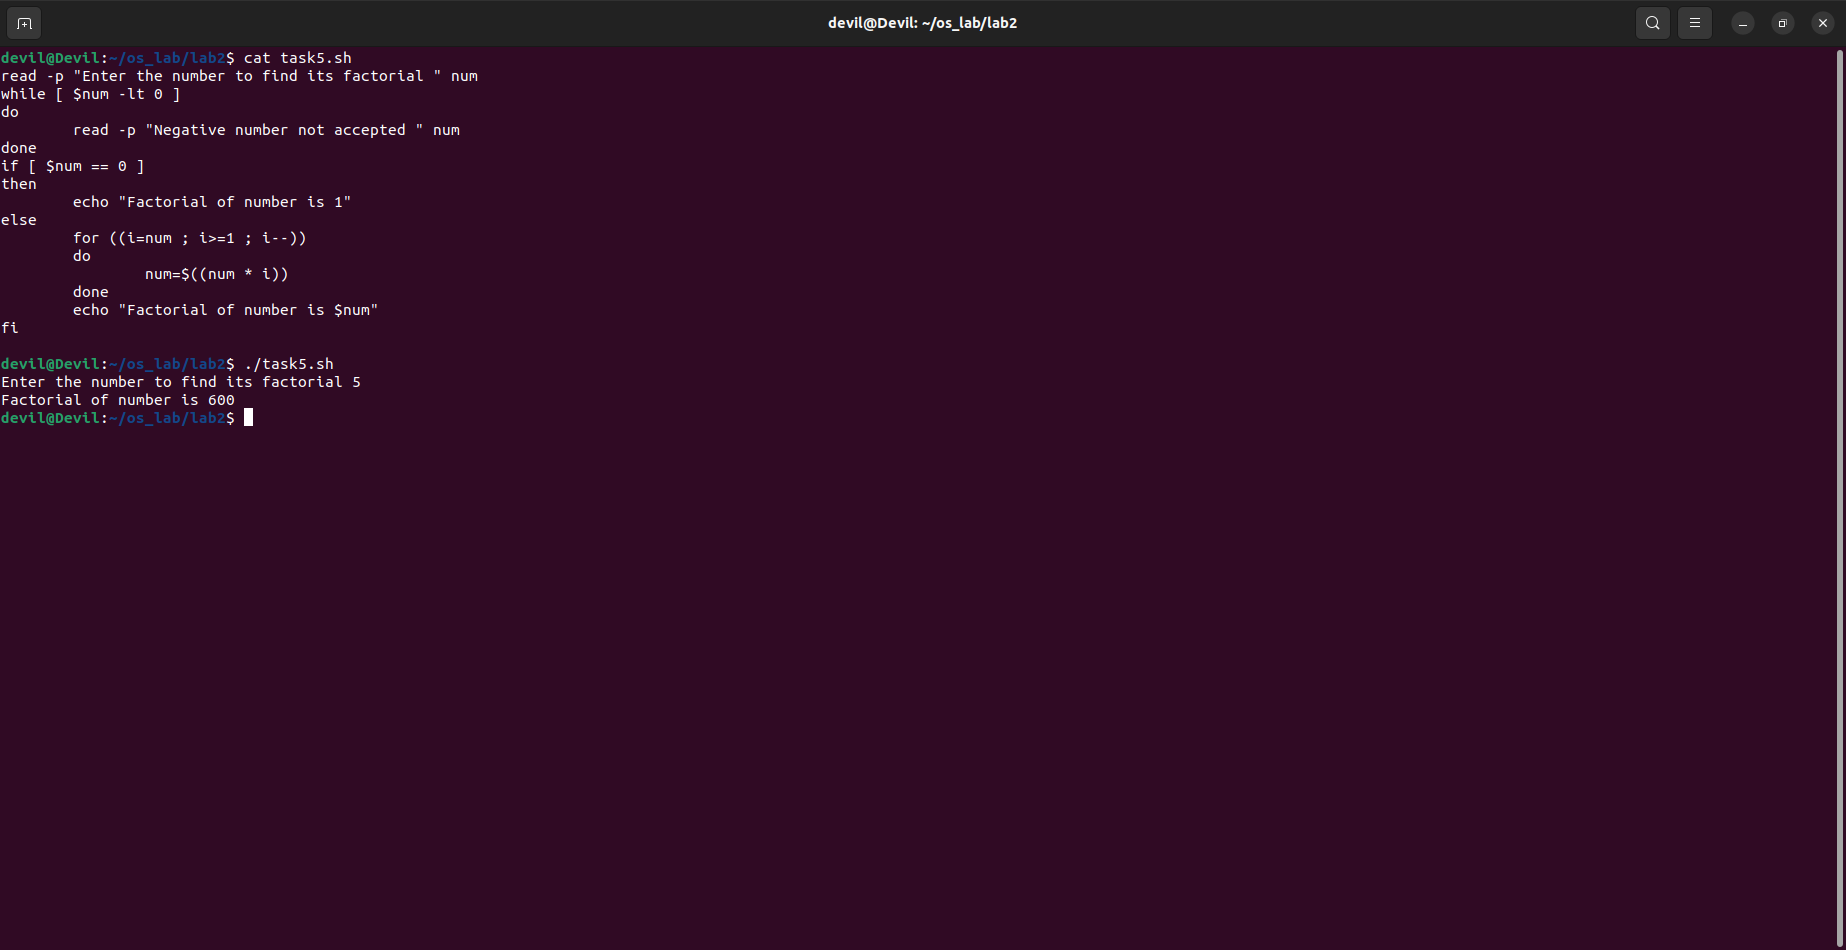 devil@Devil: ~/os_lab/lab2
devil@Devil:~/os_lab/lab2$ cat task5.sh
read -p "Enter the number to find its factorial " num
while [ $num -lt 0 ]
do
        read -p "Negative number not accepted " num
done
if [ $num == 0 ]
then
        echo "Factorial of number is 1"
else
        for ((i=num ; i>=1 ; i--))
        do
                num=$((num * i))
        done
        echo "Factorial of number is $num"
fi

devil@Devil:~/os_lab/lab2$ ./task5.sh
Enter the number to find its factorial 5
Factorial of number is 600
devil@Devil:~/os_lab/lab2$